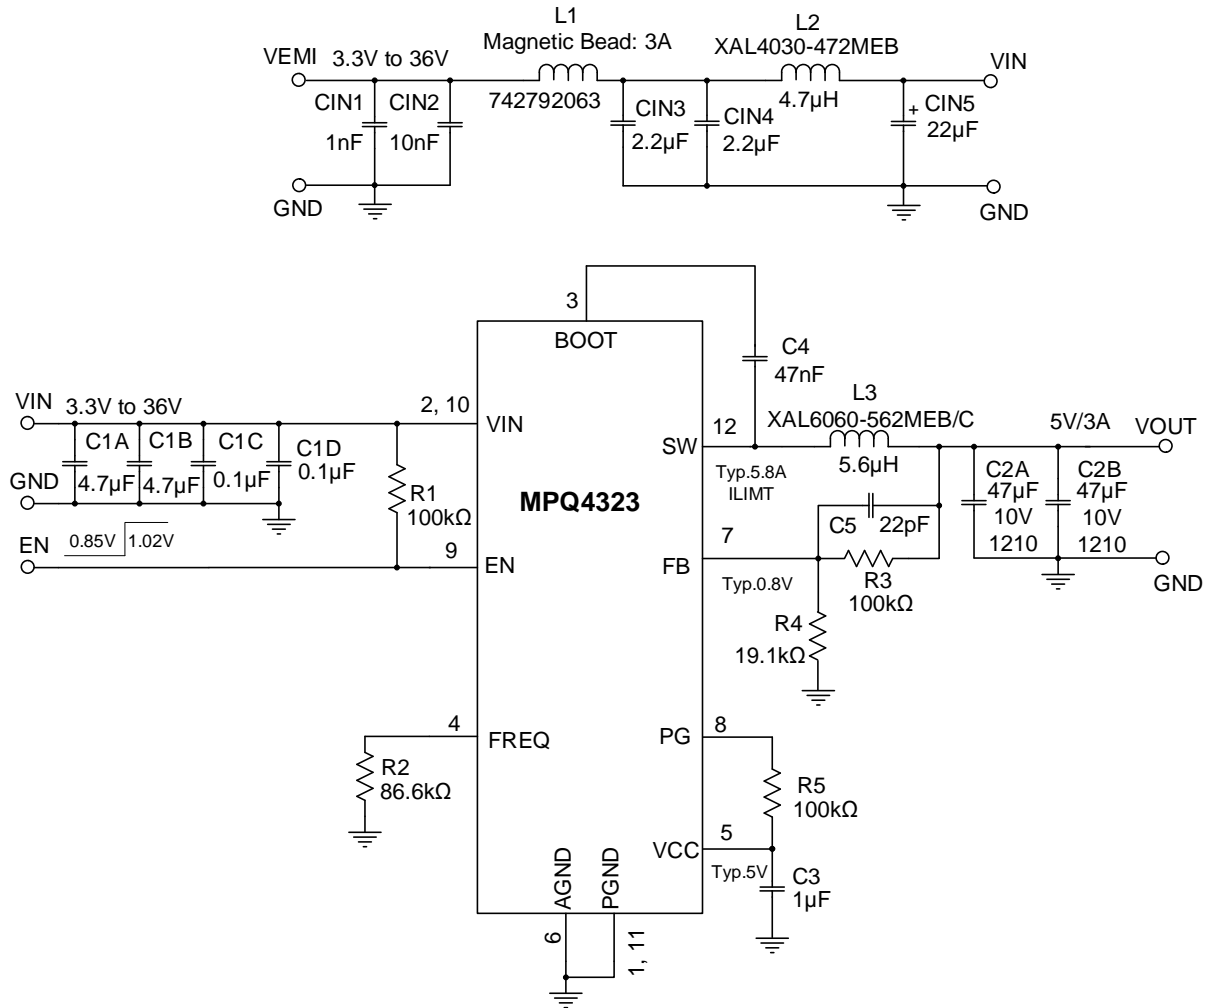 L1
Magnetic Bead: 3A
742792063
L2
XAL4030-472MEB
4.7µH
VEMI
3.3V to 36V
VIN
CIN1
1nF
CIN2
10nF
CIN3
2.2µF
CIN4
2.2µF
+
CIN5
22µF
GND
GND
3
BOOT
C4
47nF
VIN
3.3V to 36V
2, 10
VIN
C1A
4.7µF
C1B
4.7µF
C1C
0.1µF
C1D
0.1µF
GND
R1
100kΩ
EN
0.85V
1.02V
9
EN
MPQ4323
12
SW
Typ.5.8A
ILIMT
L3
XAL6060-562MEB/C
5.6µH
5V/3A
VOUT
C2A
47µF
10V
1210
C2B
47µF
10V
1210
GND
C5
22pF
7
FB
Typ.0.8V
R3
100kΩ
R4
19.1kΩ
4
FREQ
R2
86.6kΩ
8
PG
R5
100kΩ
5
VCC
Typ.5V
C3
1µF
AGND
PGND
6
1, 11